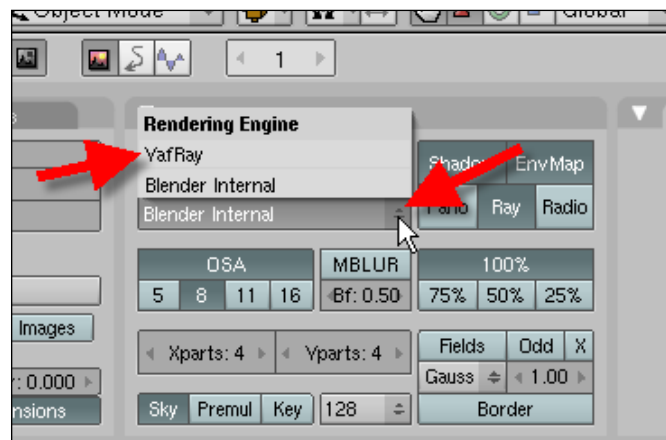 Object Mode
Global
1
Rendering Engine
YafRay
Blender Internal
Blender Internal
Shadow EnvMap
Pano Ray Radio
OSA MBLUR 100%
5 8 11 16 Bf: 0.50 75% 50% 25%
Images
Xparts: 4 Yparts: 4 Fields Odd X
: 0.000 Gauss 1.00
nsions Sky Premul Key 128 Border